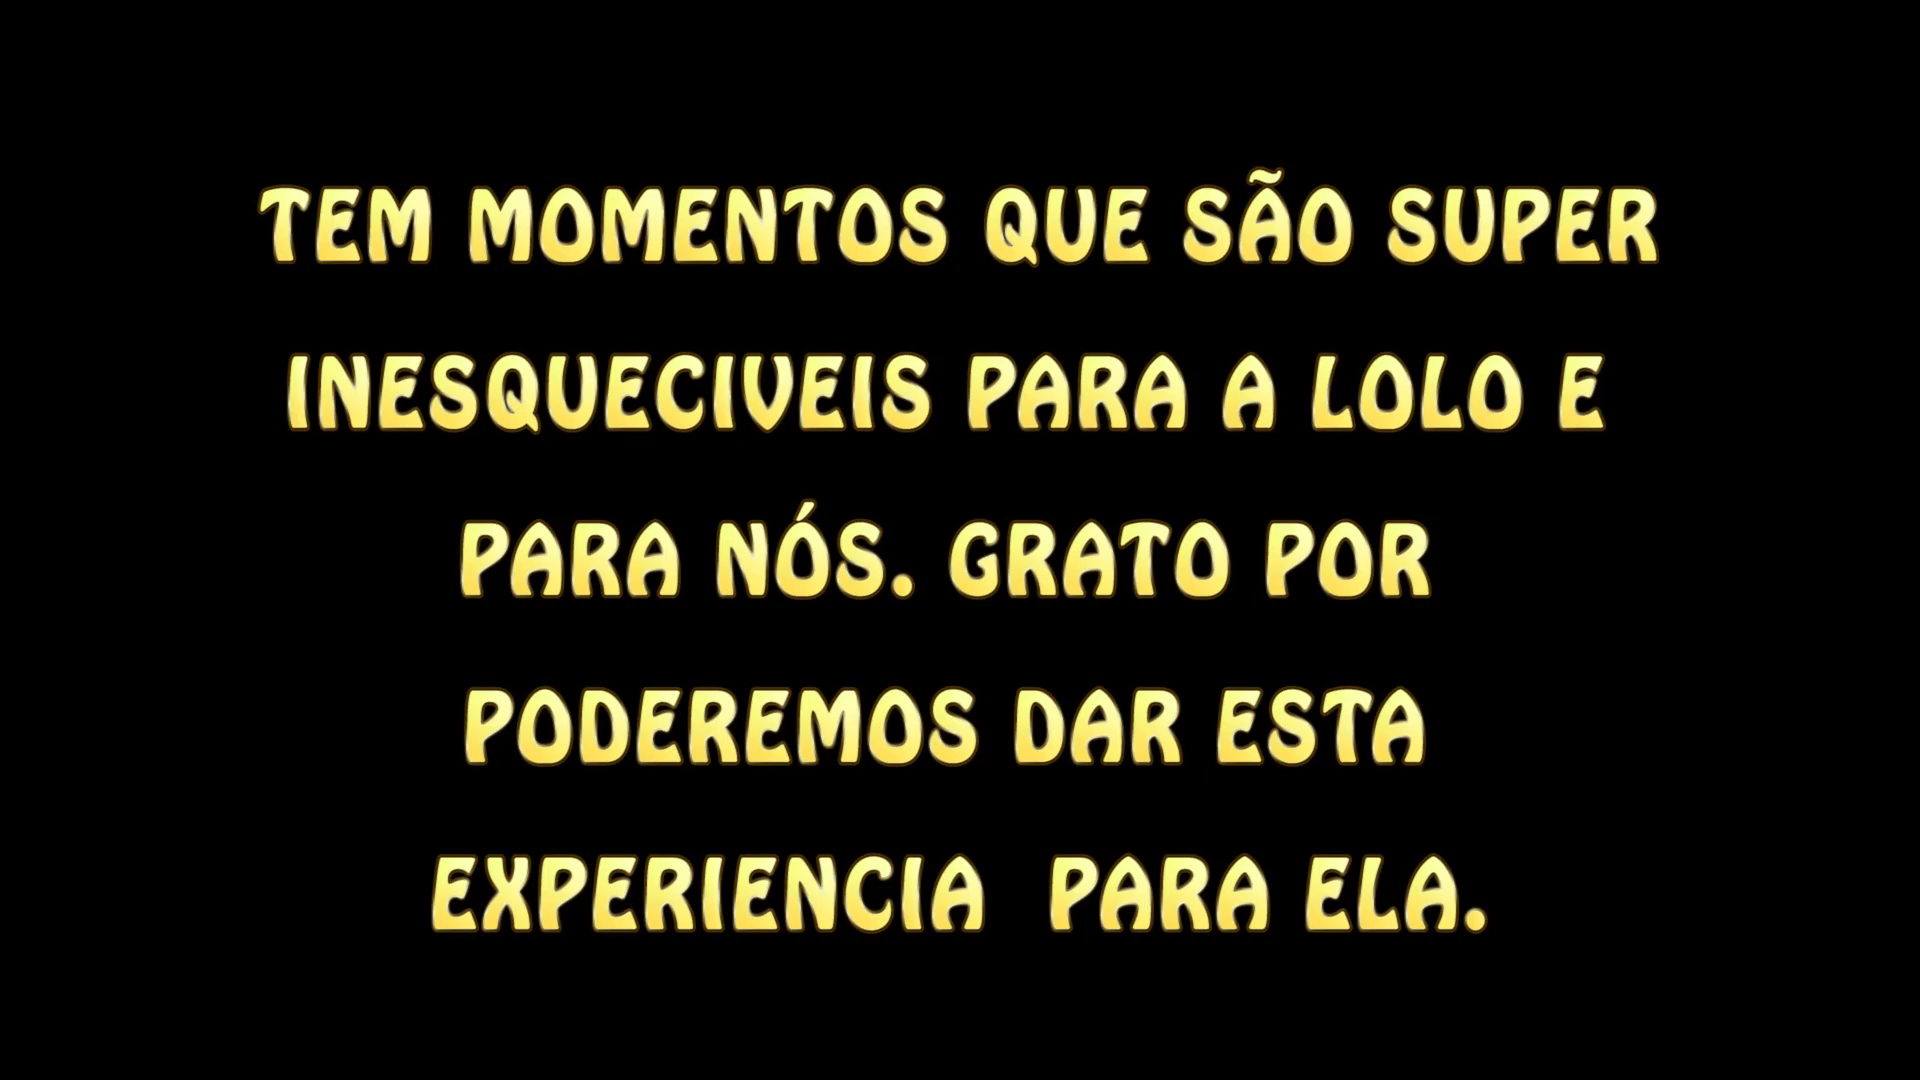 TEM MOMENTOS QUE SÃO SUPER
INESQUECIVEIS PARA A LOLO E
PARA NÓS. GRATO POR
PODEREMOS DAR ESTA
EXPERIENCIA  PARA ELA.